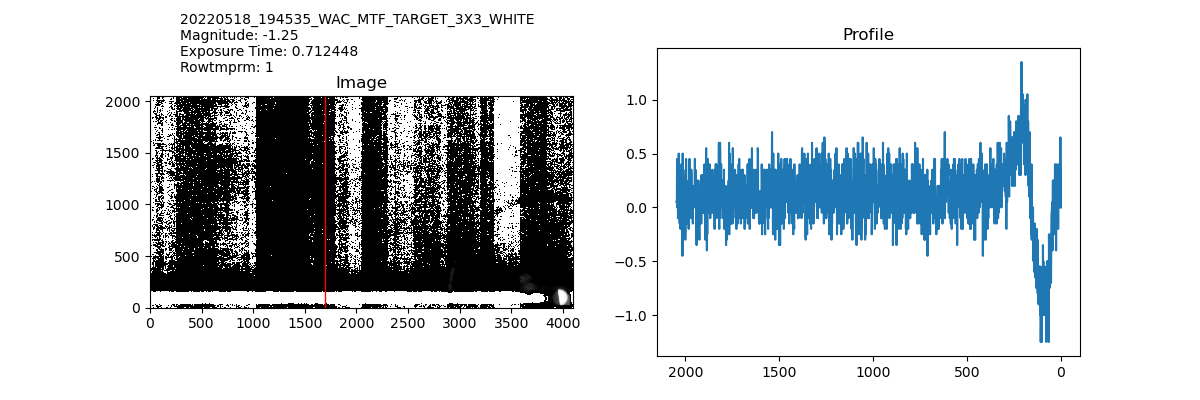 20220518_194535_WAC_MTF_TARGET_3X3_WHITE
Magnitude: -1.25
Exposure Time: 0.712448
Rowtmprm: 1
Image
2000
1500
1000
500
0
0 500 1000 1500 2000 2500 3000 3500 4000
Profile
1.0
0.5
0.0
−0.5
−1.0
2000 1500 1000 500 0